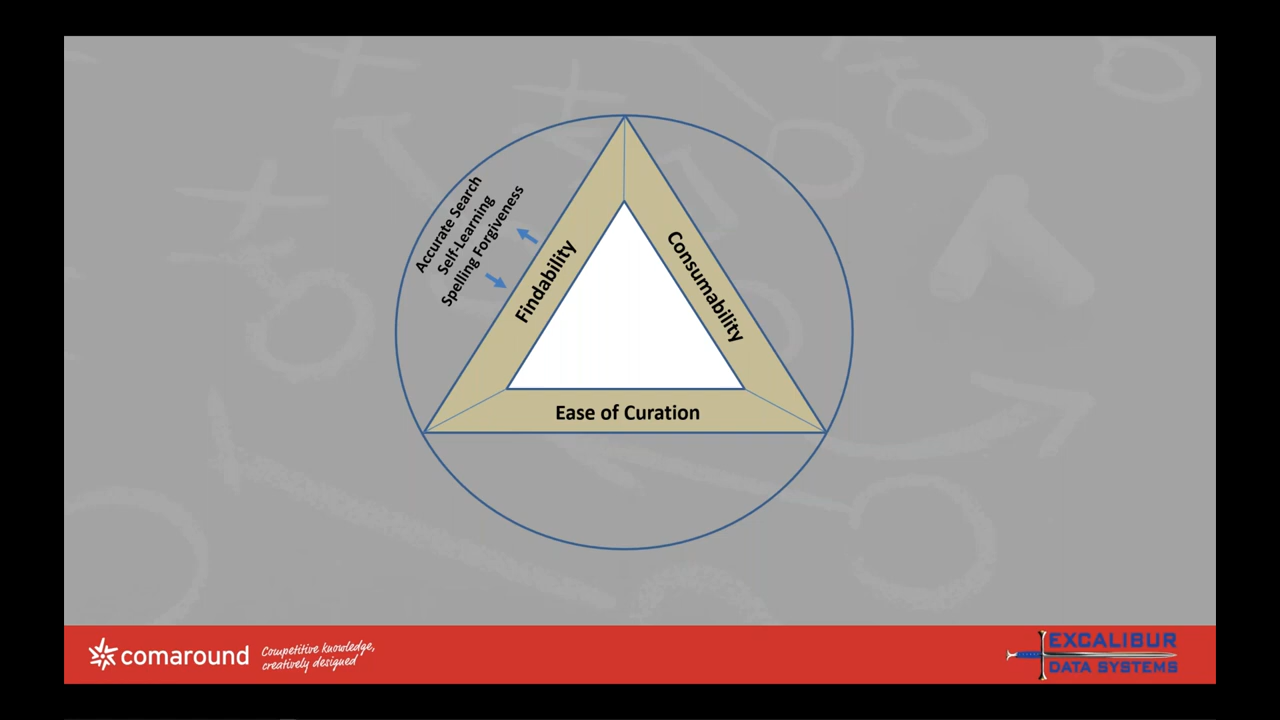 Accurate Search
Self-Learning
Spelling Forgiveness
Findability
Consumability
Ease of Curation
comaround
Competitive knowledge,
creatively designed
EXCALIBUR
DATA SYSTEMS